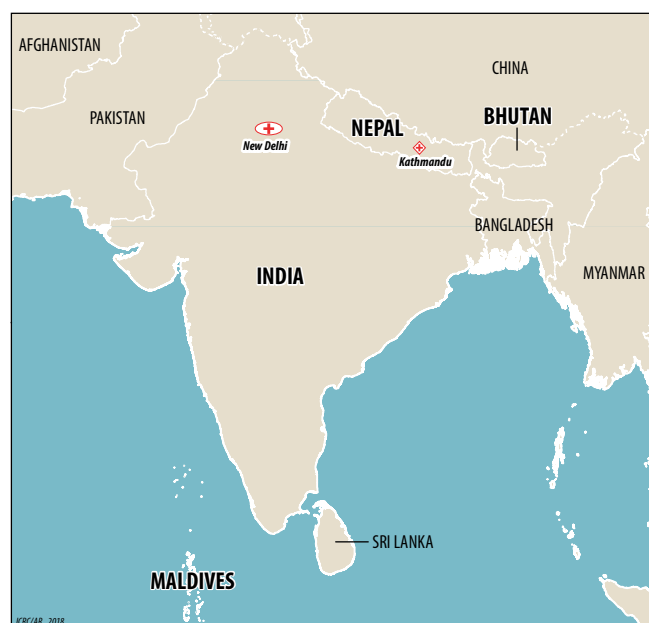 AFGHANISTAN
CHINA
PAKISTAN
NEPAL
BHUTAN
New Delhi
Kathmandu
BANGLADESH
INDIA
MYANMAR
SRI LANKA
MALDIVES
ICRC/AR_2018